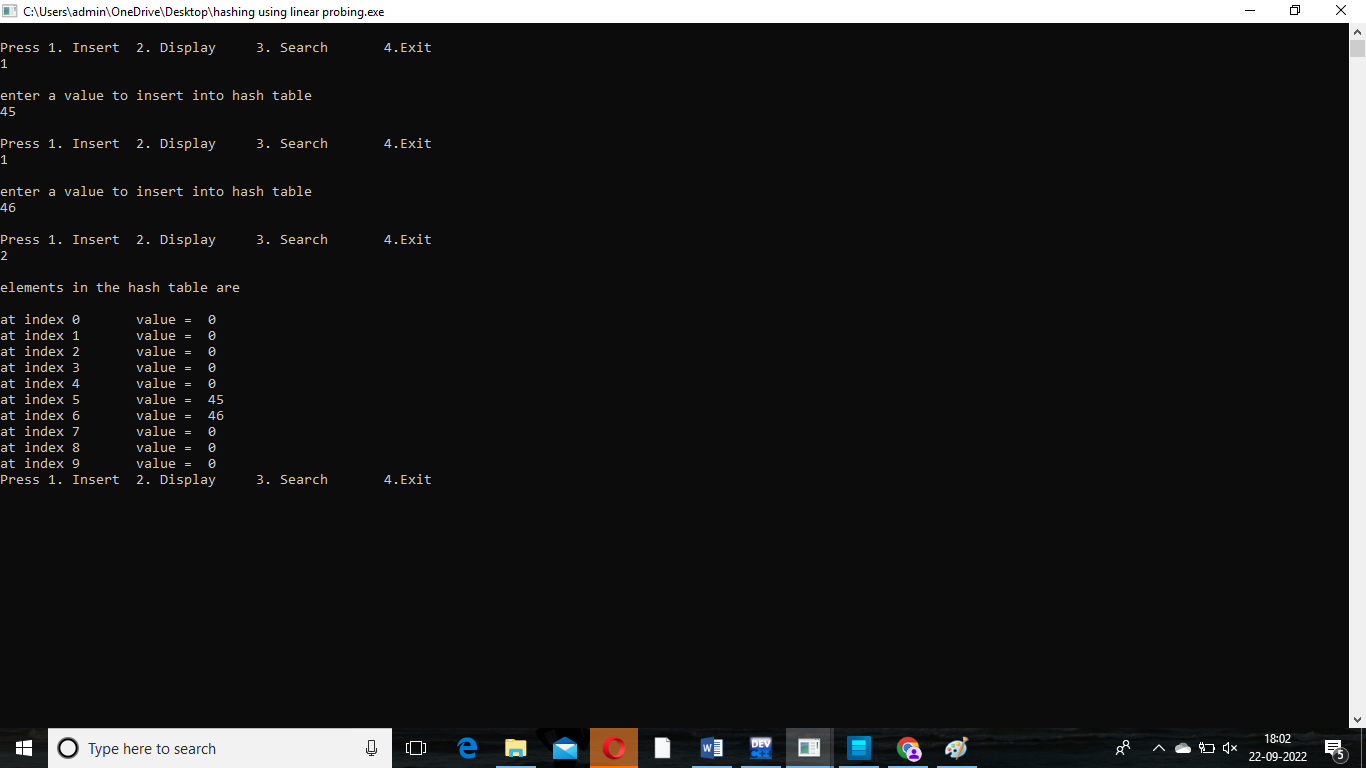 C:\Users\admin\OneDrive\Desktop\hashing using linear probing.exe
Press 1. Insert 2. Display 3. Search 4.Exit
1
enter a value to insert into hash table
45
Press 1. Insert 2. Display 3. Search 4.Exit
1
enter a value to insert into hash table
46
Press 1. Insert 2. Display 3. Search 4.Exit
2
elements in the hash table are
at index 0 value = 0
at index 1 value = 0
at index 2 value = 0
at index 3 value = 0
at index 4 value = 0
at index 5 value = 45
at index 6 value = 46
at index 7 value = 0
at index 8 value = 0
at index 9 value = 0
Press 1. Insert 2. Display 3. Search 4.Exit
Type here to search
DEV
18:02
22-09-2022
5